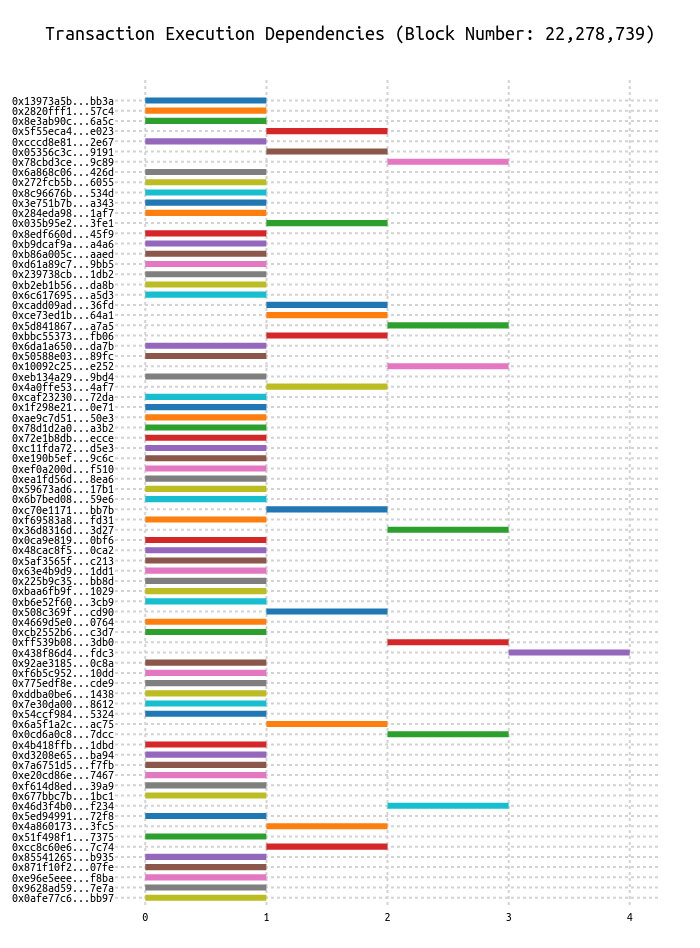 Transaction Execution Dependencies (Block Number: 22,278,739)
0x13973a5b...bb3a
0x2820fff1...57c4
0x8e3ab90c...6a5c
0x5f55eca4...e023
0xcccd8e81...2e67
0x05356c3c...9191
0x78cbd3ce...9c89
0x6a868c06...426d
0x272fcb5b...6055
0x8c96676b...534d
0x3e751b7b...a343
0x284eda98...1af7
0x035b95e2...3fe1
0x8edf660d...45f9
0xb9dcaf9a...a4a6
0xb86a005c...aaed
0xd61a89c7...9bb5
0x239738cb...1db2
0xb2eb1b56...da8b
0x6c617695...a5d3
0xcadd09ad...36fd
0xce73ed1b...64a1
0x5d841867...a7a5
0xbbc55373...fb06
0x6da1a650...da7b
0x50588e03...89fc
0x10092c25...e252
0xeb134a29...9bd4
0x4a0ffe53...4af7
0xcaf23230...72da
0x1f298e21...0e71
0xae9c7d51...50e3
0x78d1d2a0...a3b2
0x72e1b8db...ecce
0xc11fda72...d5e3
0xe190b5ef...9c6c
0xef0a200d...f510
0xea1fd56d...8ea6
0x59673ad6...17b1
0x6b7bed08...59e6
0xc70e1171...bb7b
0xf69583a8...fd31
0x36d8316d...3d27
0x0ca9e819...0bf6
0x48cac8f5...0ca2
0x5af3565f...c213
0x63e4b9d9...1dd1
0x225b9c35...bb8d
0xbaa6fb9f...1029
0xb6e52f60...3cb9
0x508c369f...cd90
0x4669d5e0...0764
0xcb2552b6...c3d7
0xff539b08...3db0
0x438f86d4...fdc3
0x92ae3185...0c8a
0xf6b5c952...10dd
0x775edf8e...cde9
0xddba0be6...1438
0x7e30da00...8612
0x54ccf984...5324
0x6a5f1a2c...ac75
0x0cd6a0c8...7dcc
0x4b418ffb...1dbd
0xd3208e65...ba94
0x7a6751d5...f7fb
0xe20cd86e...7467
0xf614d8ed...39a9
0x677bbc7b...1bc1
0x46d3f4b0...f234
0x5ed94991...72f8
0x4a860173...3fc5
0x51f498f1...7375
0xcc8c60e6...7c74
0x85541265...b935
0x871f10f2...07fe
0xe96e5eee...f8ba
0x9628ad59...7e7a
0x0afe77c6...bb97
0 1 2 3 4